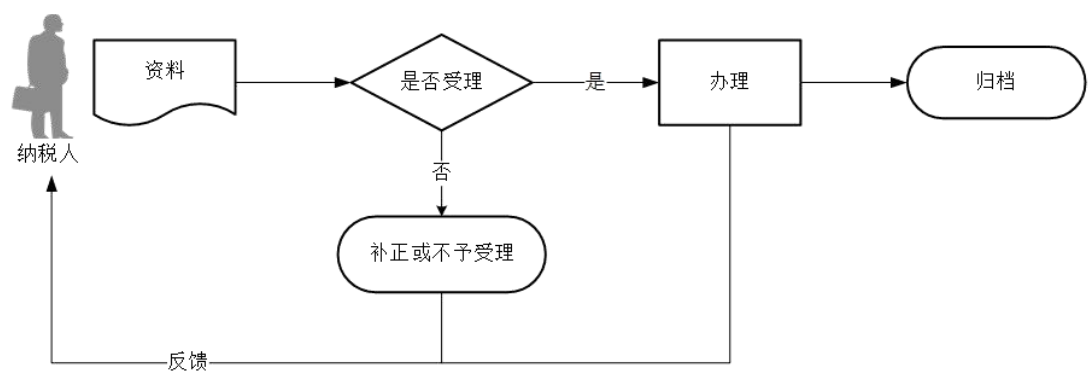 资料
是否受理
是
办理
归档
纳税人
否
补正或不予受理
反馈